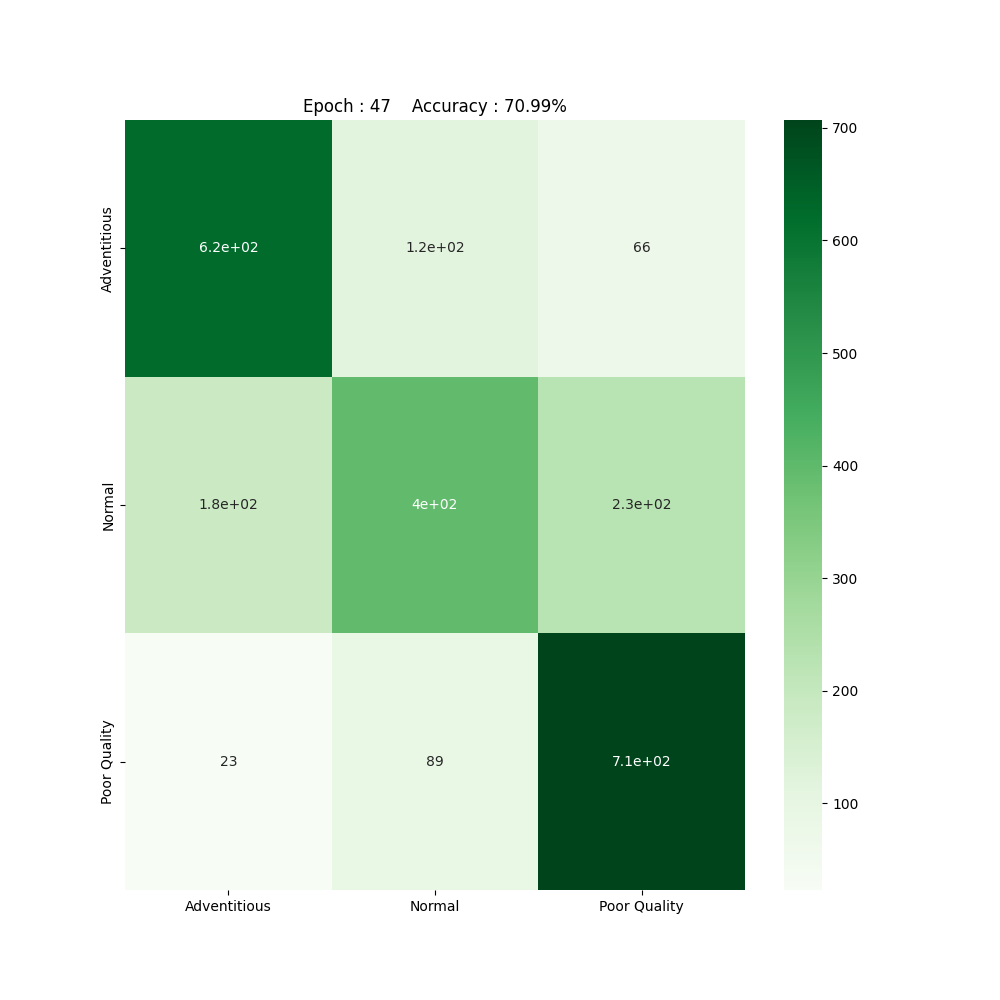 Epoch : 47    Accuracy : 70.99%
Adventitious
6.2e+02 1.2e+02 66
Normal
1.8e+02 4e+02 2.3e+02
Poor Quality
23 89 7.1e+02
Adventitious Normal Poor Quality
700
600
500
400
300
200
100